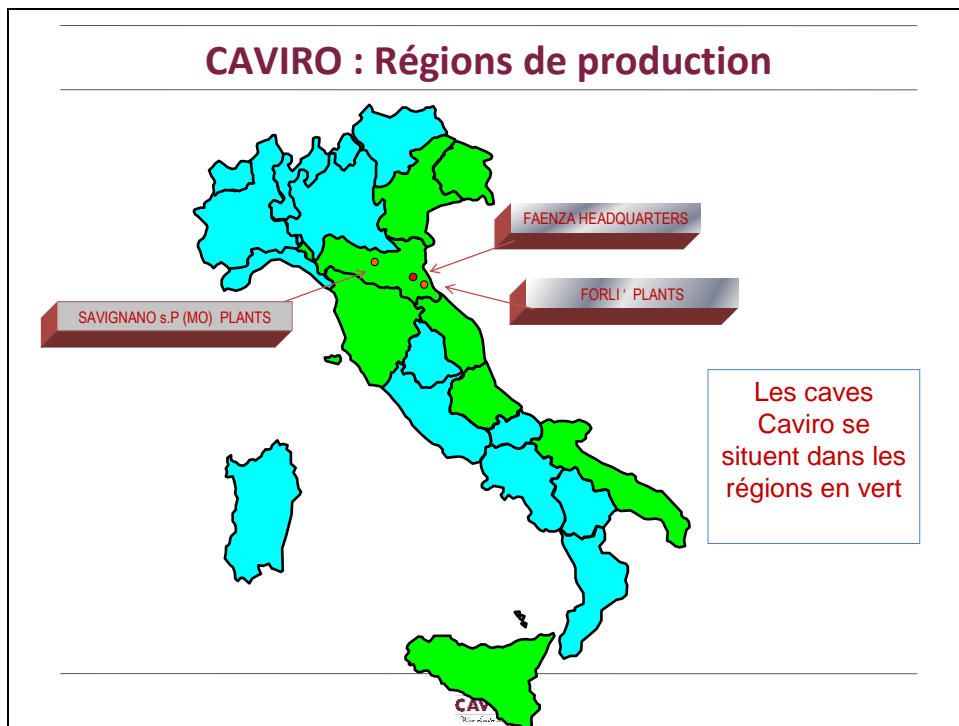 CAVIRO : Régions de production
FAENZA HEADQUARTERS
FORLI ‘ PLANTS
SAVIGNANO s.P (MO) PLANTS
Les caves
Caviro se
situent dans les
régions en vert